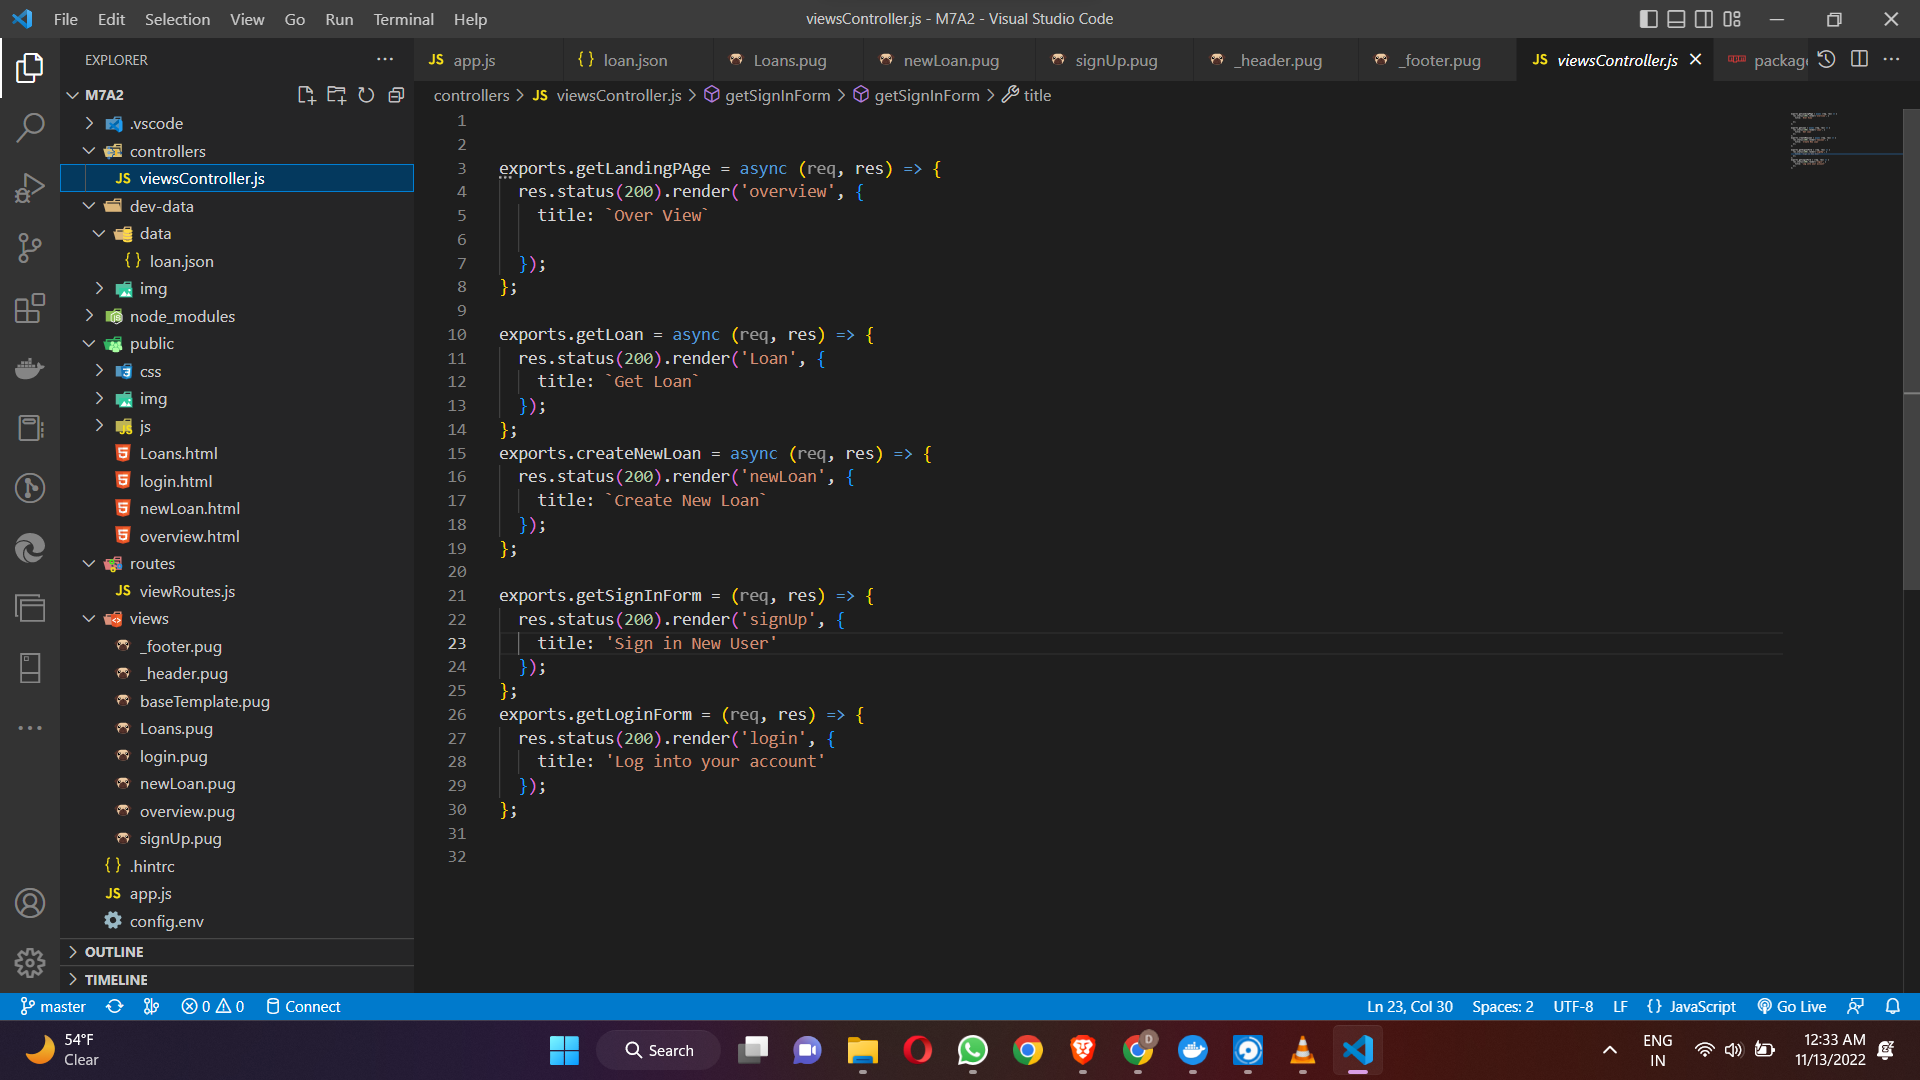 File Edit Selection View Go Run Terminal Help
viewsController.js - M7A2 - Visual Studio Code
EXPLORER
M7A2
.vscode
controllers
JS viewsController.js
dev-data
data
{} loan.json
img
node_modules
public
css
img
js
Loans.html
login.html
newLoan.html
overview.html
routes
JS viewRoutes.js
views
_footer.pug
_header.pug
baseTemplate.pug
Loans.pug
login.pug
newLoan.pug
overview.pug
signUp.pug
{} .hintrc
JS app.js
config.env
OUTLINE
TIMELINE
JS app.js {} loan.json Loans.pug newLoan.pug signUp.pug _header.pug _footer.pug JS viewsController.js package
controllers > JS viewsController.js > getSignInForm > getSignInForm > title
1
2
3 exports.getLandingPAge = async (req, res) => {
4 res.status(200).render('overview', {
5 title: `Over View`
6
7 });
8 };
9
10 exports.getLoan = async (req, res) => {
11 res.status(200).render('Loan', {
12 title: `Get Loan`
13 });
14 };
15 exports.createNewLoan = async (req, res) => {
16 res.status(200).render('newLoan', {
17 title: `Create New Loan`
18 });
19 };
20
21 exports.getSignInForm = (req, res) => {
22 res.status(200).render('signUp', {
23 title: 'Sign in New User'
24 });
25 };
26 exports.getLoginForm = (req, res) => {
27 res.status(200).render('login', {
28 title: 'Log into your account'
29 });
30 };
31
32
master 0 0 Connect
Ln 23, Col 30 Spaces: 2 UTF-8 LF {} JavaScript Go Live
54°F
Clear
Search
D
ENG
IN
12:33 AM
11/13/2022